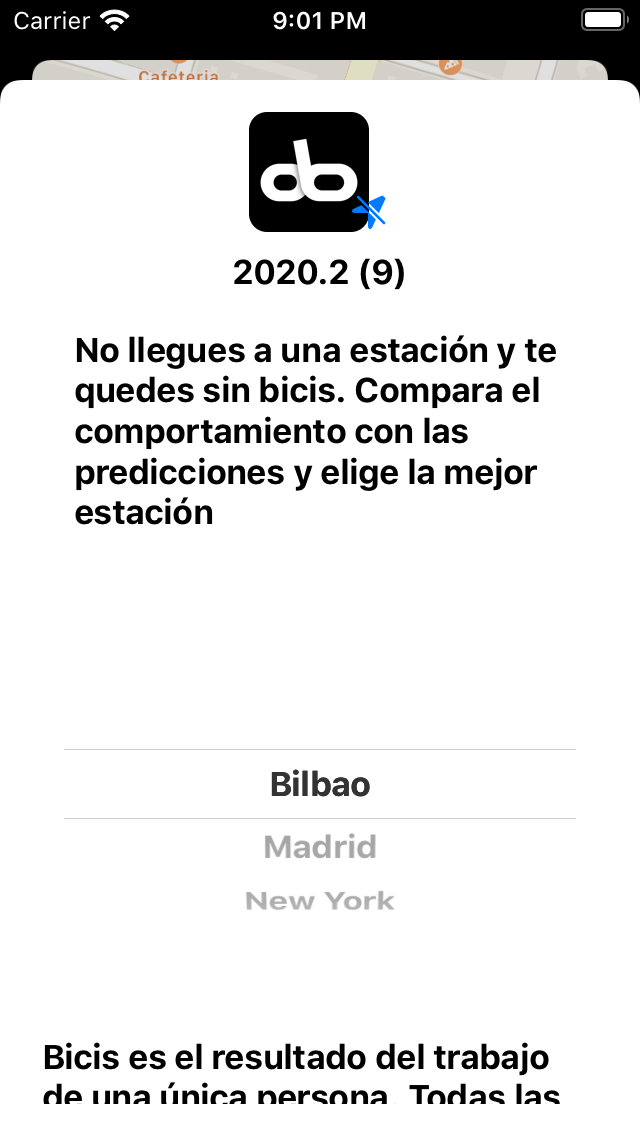 Carrier
9:01 PM
Cafeteria
2020.2 (9)
No llegues a una estación y te
quedes sin bicis. Compara el
comportamiento con las
predicciones y elige la mejor
estación
Bilbao
Madrid
New York
Bicis es el resultado del trabajo
de una única persona. Todas las